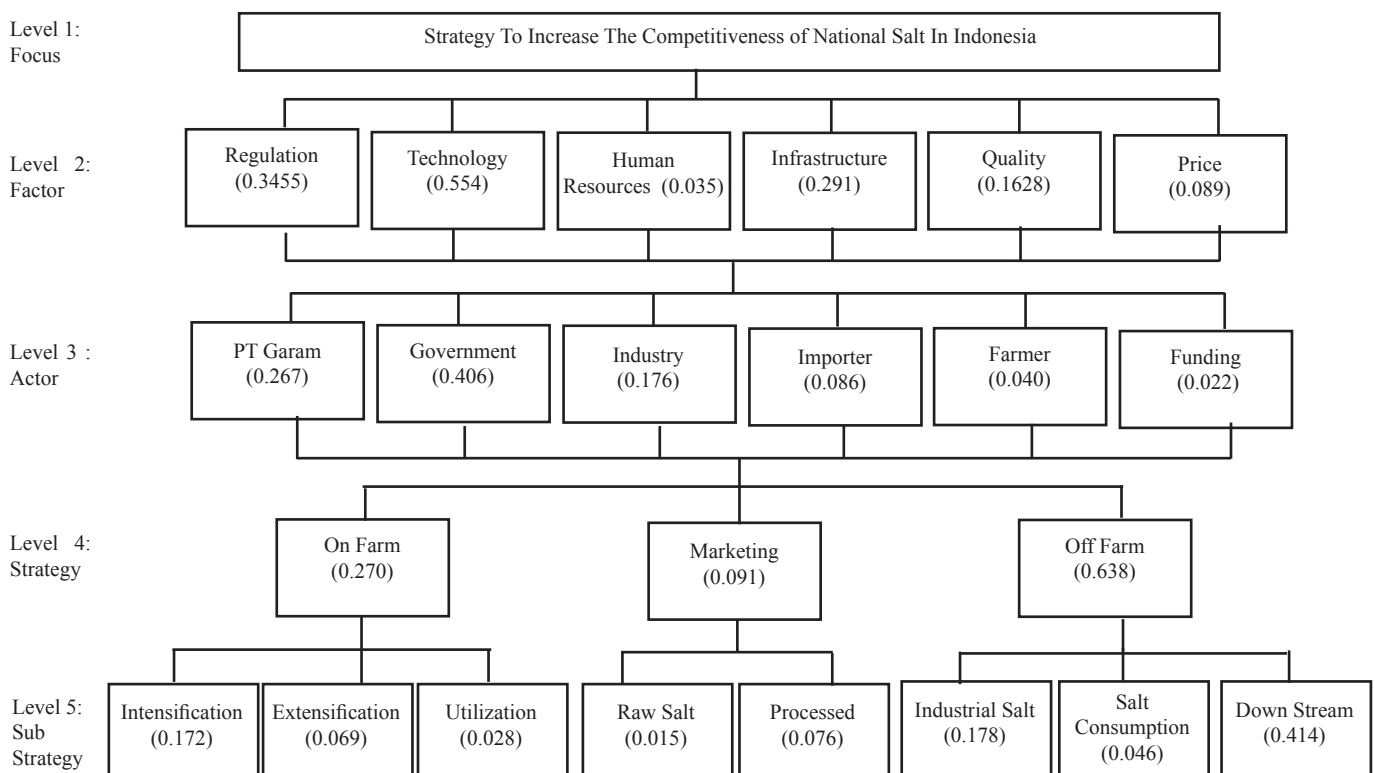 Level 1:
Focus
Strategy To Increase The Competitiveness of National Salt In Indonesia
Level 2:
Factor
Regulation
(0.3455)
Technology
(0.554)
Human
Resources (0.035)
Infrastructure
(0.291)
Quality
(0.1628)
Price
(0.089)
Level 3 :
Actor
PT Garam
(0.267)
Government
(0.406)
Industry
(0.176)
Importer
(0.086)
Farmer
(0.040)
Funding
(0.022)
Level 4:
Strategy
On Farm
(0.270)
Marketing
(0.091)
Off Farm
(0.638)
Level 5:
Sub
Strategy
Intensification
(0.172)
Extensification
(0.069)
Utilization
(0.028)
Raw Salt
(0.015)
Processed
(0.076)
Industrial Salt
(0.178)
Salt
Consumption
(0.046)
Down Stream
(0.414)